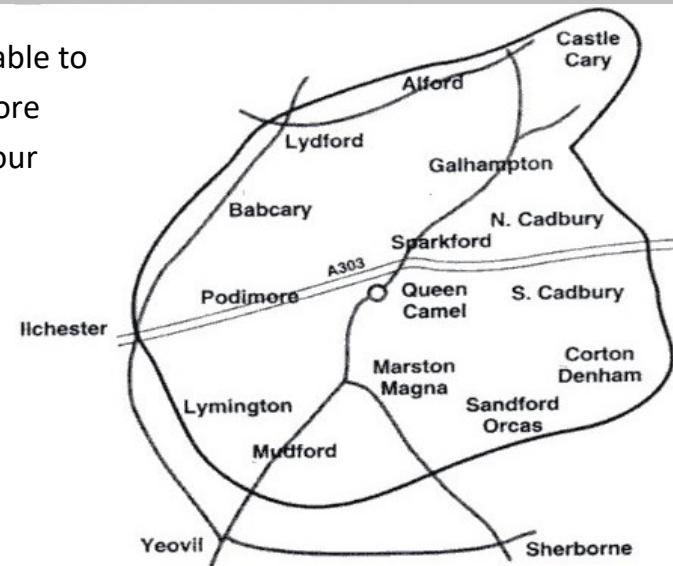 able to
ore
our
Castle
Cary
Alford
Lydford
Galhampton
Babcary
N. Cadbury
Sparkford
A303
Podimore
Queen
Camel
S. Cadbury
Ilchester
Marston
Magna
Corton
Denham
Lymington
Sandford
Orcas
Mudford
Yeovil
Sherborne